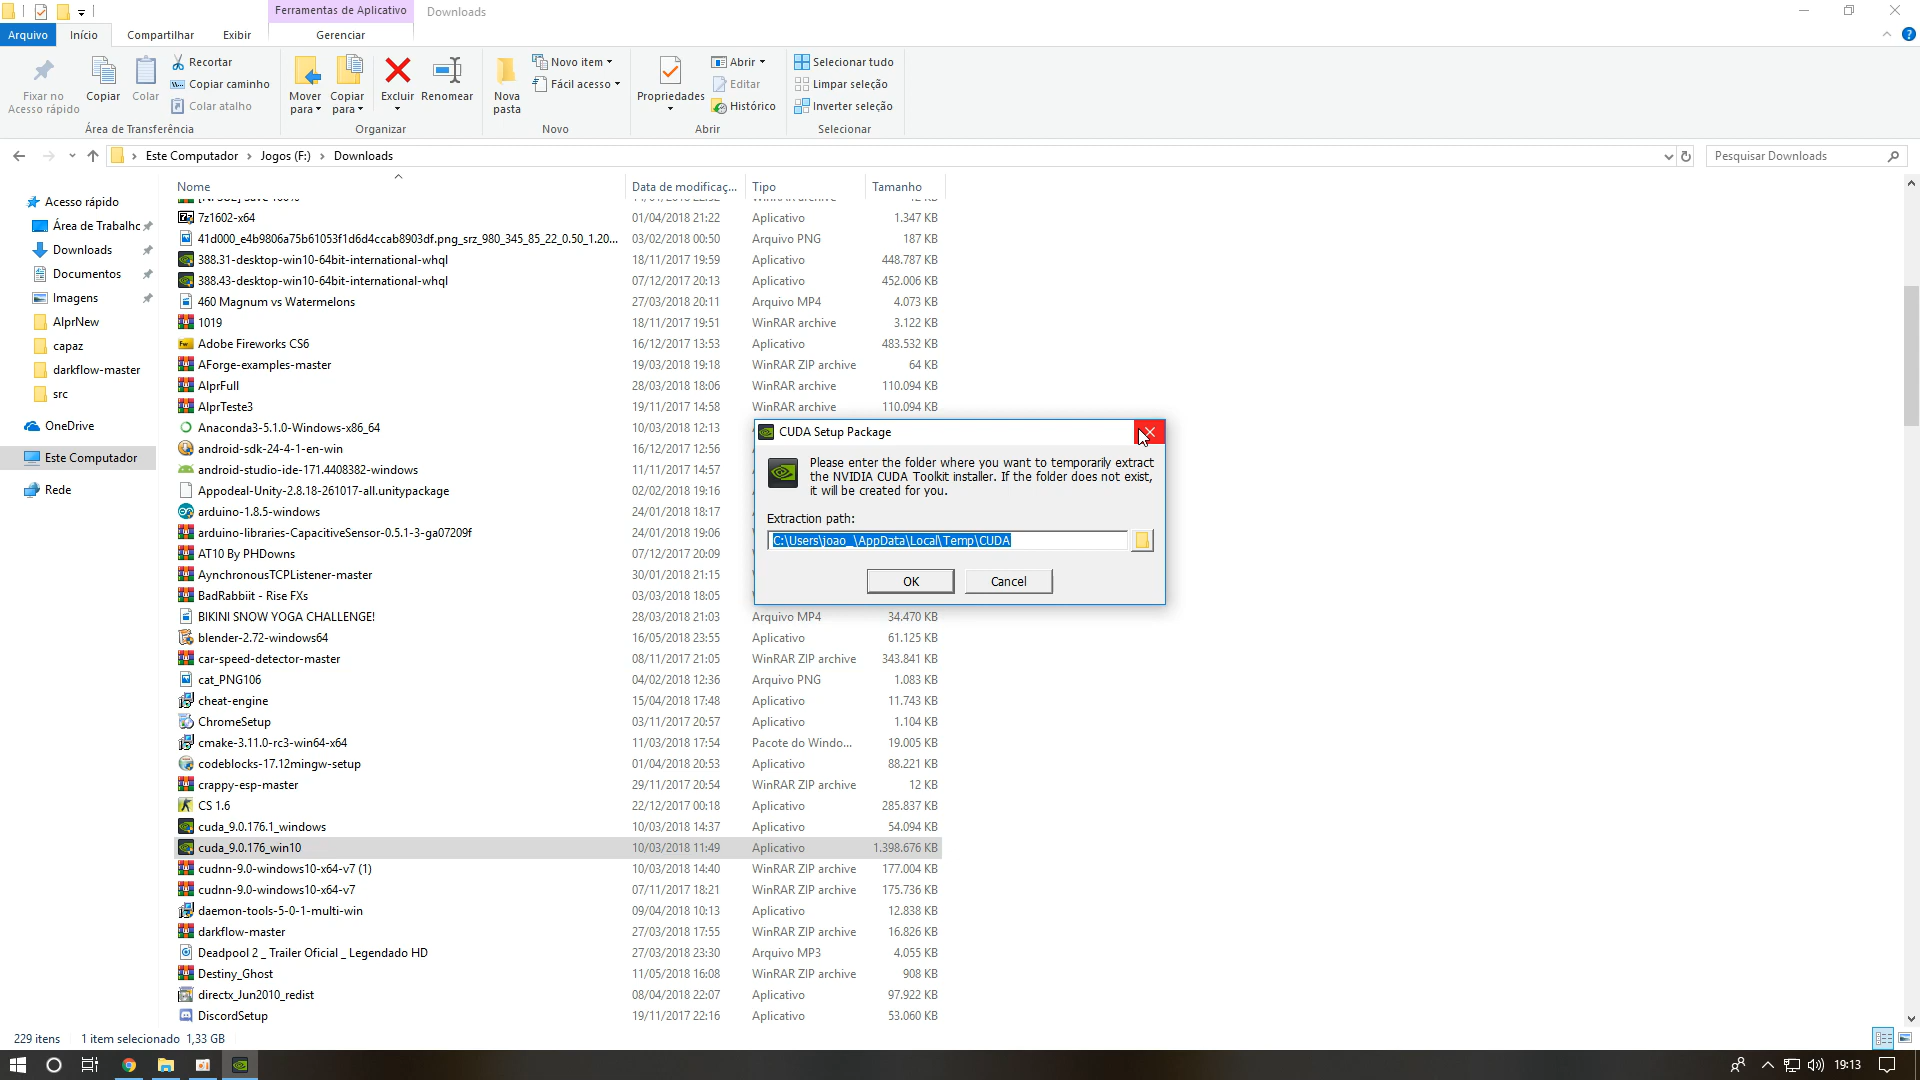 Ferramentas de Aplicativo
Downloads
Arquivo
Início
Compartilhar
Exibir
Gerenciar
Fixar no
Acesso rápido
Copiar
Colar
Recortar
Copiar caminho
Colar atalho
Área de Transferência
Mover
para
Copiar
para
Excluir
Renomear
Organizar
Nova
pasta
Novo item
Fácil acesso
Novo
Propriedades
Abrir
Editar
Histórico
Abrir
Selecionar tudo
Limpar seleção
Inverter seleção
Selecionar
Este Computador > Jogos (F:) > Downloads
Pesquisar Downloads
Acesso rápido
Área de Trabalhc
Downloads
Documentos
Imagens
AlprNew
capaz
darkflow-master
src
OneDrive
Este Computador
Rede
Nome Data de modificaç... Tipo Tamanho
7z1602-x64 01/04/2018 21:22 Aplicativo 1.347 KB
41d000_e4b9806a75b61053f1d6d4ccab8903df.png_srz_980_345_85_22_0.50_1.20... 03/02/2018 00:50 Arquivo PNG 187 KB
388.31-desktop-win10-64bit-international-whql 18/11/2017 19:59 Aplicativo 448.787 KB
388.43-desktop-win10-64bit-international-whql 07/12/2017 20:13 Aplicativo 452.006 KB
460 Magnum vs Watermelons 27/03/2018 20:11 Arquivo MP4 4.073 KB
1019 18/11/2017 19:51 WinRAR archive 3.122 KB
Adobe Fireworks CS6 16/12/2017 13:53 Aplicativo 483.532 KB
AForge-examples-master 19/03/2018 19:18 WinRAR ZIP archive 64 KB
AlprFull 28/03/2018 18:06 WinRAR archive 110.094 KB
AlprTeste3 19/11/2017 14:58 WinRAR archive 110.094 KB
Anaconda3-5.1.0-Windows-x86_64 10/03/2018 12:13
android-sdk-24-4-1-en-win 16/12/2017 12:56
android-studio-ide-171.4408382-windows 11/11/2017 14:57
Appodeal-Unity-2.8.18-261017-all.unitypackage 02/02/2018 19:16
arduino-1.8.5-windows 24/01/2018 18:17
arduino-libraries-CapacitiveSensor-0.5.1-3-ga07209f 24/01/2018 19:06
AT10 By PHDowns 07/12/2017 20:09
AynchronousTCPListener-master 30/01/2018 21:15
BadRabbiit - Rise FXs 03/03/2018 18:05
BIKINI SNOW YOGA CHALLENGE! 28/03/2018 21:03 Arquivo MP4 34.470 KB
blender-2.72-windows64 16/05/2018 23:55 Aplicativo 61.125 KB
car-speed-detector-master 08/11/2017 21:05 WinRAR ZIP archive 343.841 KB
cat_PNG106 04/02/2018 12:36 Arquivo PNG 1.083 KB
cheat-engine 15/04/2018 17:48 Aplicativo 11.743 KB
ChromeSetup 03/11/2017 20:57 Aplicativo 1.104 KB
cmake-3.11.0-rc3-win64-x64 11/03/2018 17:54 Pacote do Windo... 19.005 KB
codeblocks-17.12mingw-setup 01/04/2018 20:53 Aplicativo 88.221 KB
crappy-esp-master 29/11/2017 20:54 WinRAR ZIP archive 12 KB
CS 1.6 22/12/2017 00:18 Aplicativo 285.837 KB
cuda_9.0.176.1_windows 10/03/2018 14:37 Aplicativo 54.094 KB
cuda_9.0.176_win10 10/03/2018 11:49 Aplicativo 1.398.676 KB
cudnn-9.0-windows10-x64-v7 (1) 10/03/2018 14:40 WinRAR ZIP archive 177.004 KB
cudnn-9.0-windows10-x64-v7 07/11/2017 18:21 WinRAR ZIP archive 175.736 KB
daemon-tools-5-0-1-multi-win 09/04/2018 10:13 Aplicativo 12.838 KB
darkflow-master 27/03/2018 17:55 WinRAR ZIP archive 16.826 KB
Deadpool 2 _ Trailer Oficial _ Legendado HD 27/03/2018 23:30 Arquivo MP3 4.055 KB
Destiny_Ghost 11/05/2018 16:08 WinRAR ZIP archive 908 KB
directx_Jun2010_redist 08/04/2018 22:07 Aplicativo 97.922 KB
DiscordSetup 19/11/2017 22:16 Aplicativo 53.060 KB
CUDA Setup Package
Please enter the folder where you want to temporarily extract
the NVIDIA CUDA Toolkit installer. If the folder does not exist,
it will be created for you.
Extraction path:
C:\Users\joao_\AppData\Local\Temp\CUDA
OK
Cancel
229 itens 1 item selecionado 1,33 GB
19:13